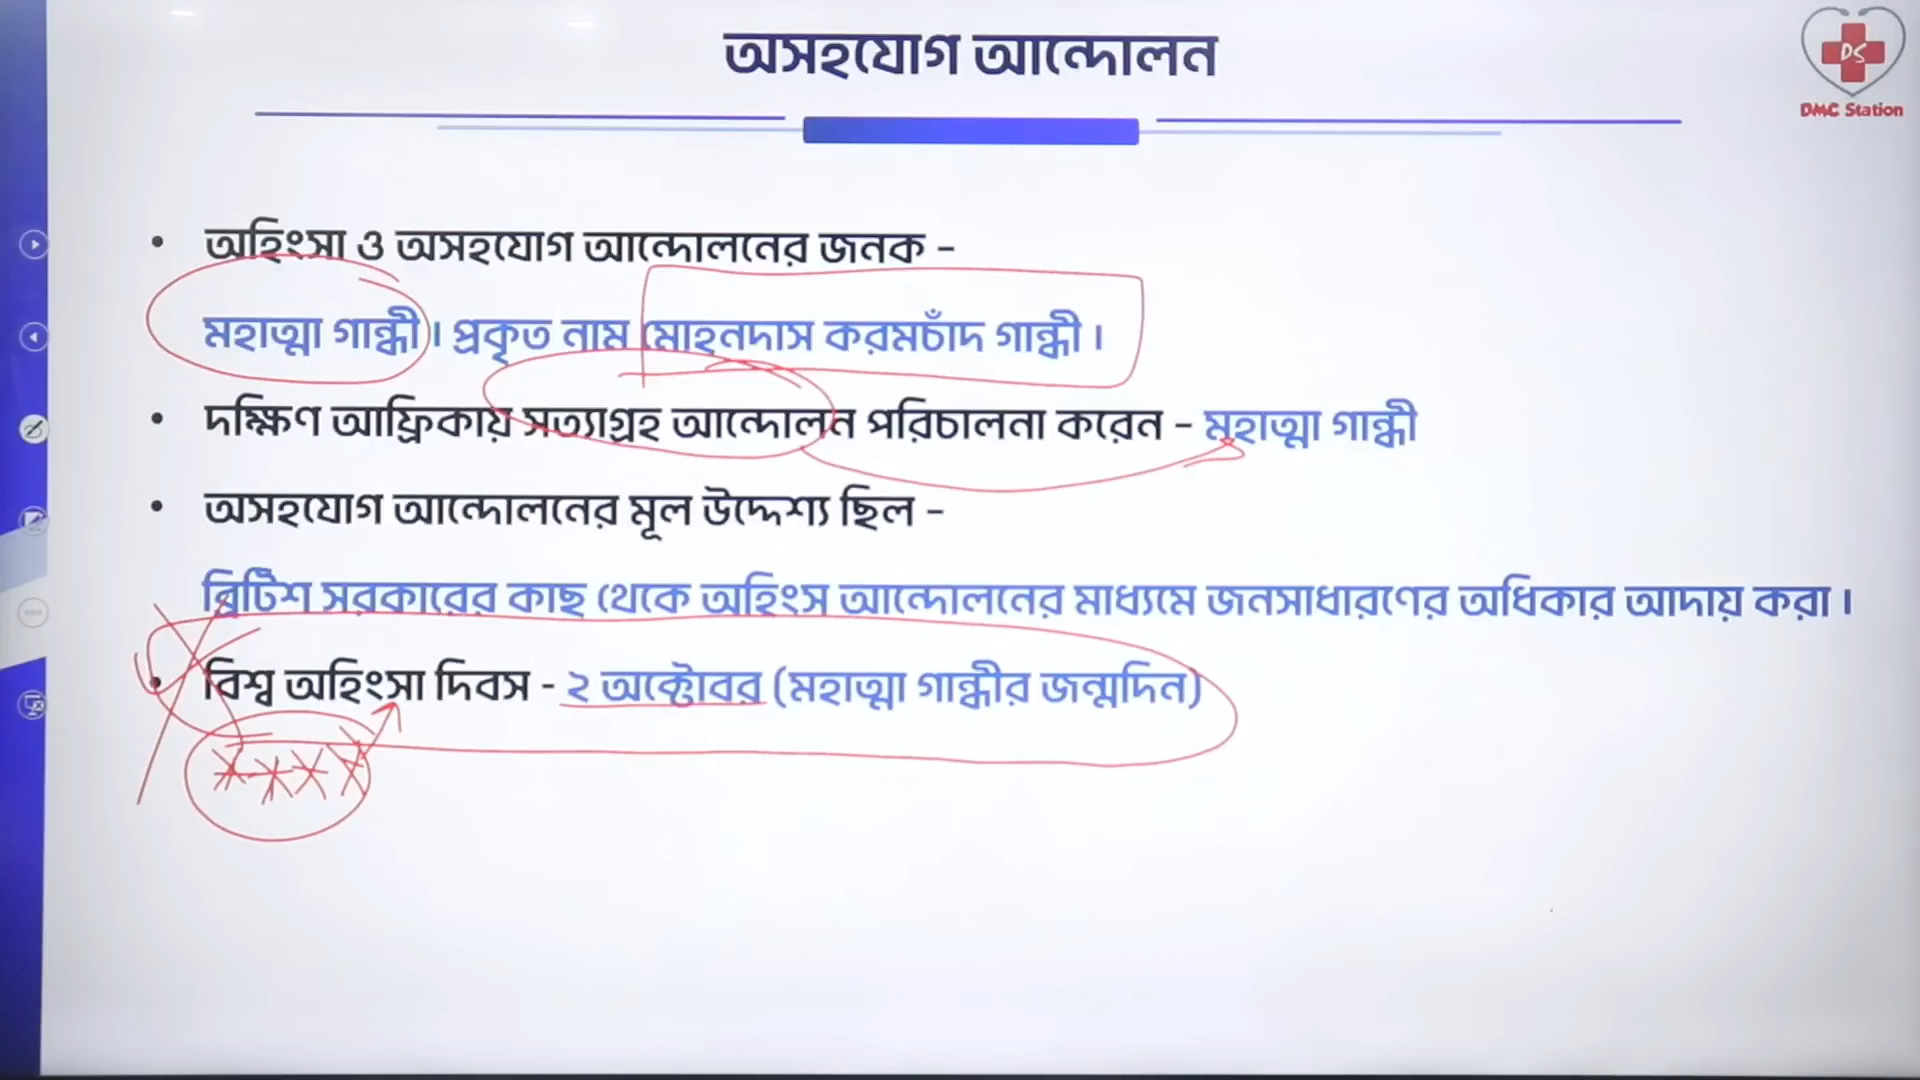 অসহযোগ আন্দোলন
DS
DMC Station
• অহিংসা ও অসহযোগ আন্দোলনের জনক –
মহাত্মা গান্ধী। প্রকৃত নাম মোহনদাস করমচাঁদ গান্ধী।
• দক্ষিণ আফ্রিকায় সত্যাগ্রহ আন্দোলন পরিচালনা করেন – মহাত্মা গান্ধী
• অসহযোগ আন্দোলনের মূল উদ্দেশ্য ছিল –
ব্রিটিশ সরকারের কাছ থেকে অহিংস আন্দোলনের মাধ্যমে জনসাধারণের অধিকার আদায় করা।
• বিশ্ব অহিংসা দিবস - ২ অক্টোবর (মহাত্মা গান্ধীর জন্মদিন)